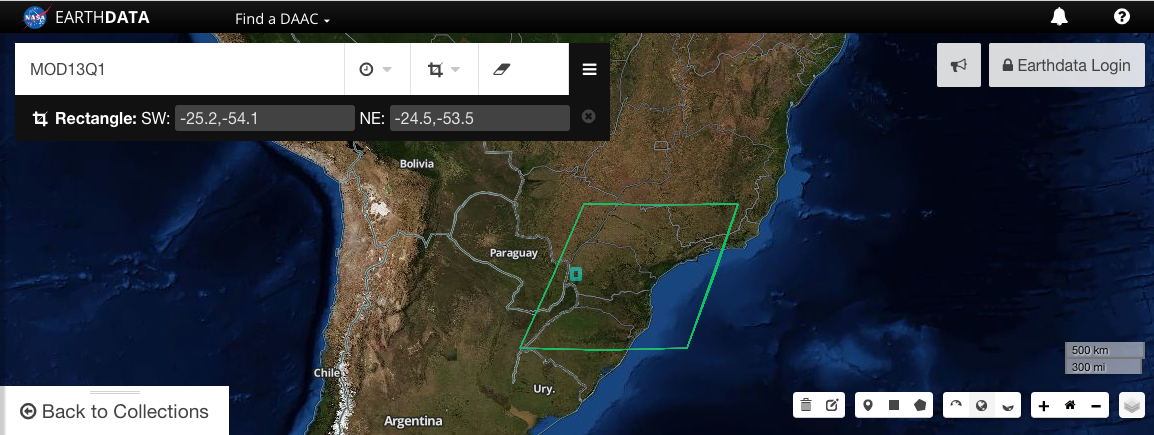 NASA EARTHDATA Find a DAAC
MOD13Q1
Earthdata Login
Rectangle: SW: -25.2,-54.1 NE: -24.5,-53.5
Bolivia
Paraguay
500 km
300 mi
Chile
Ury.
Back to Collections
Argentina